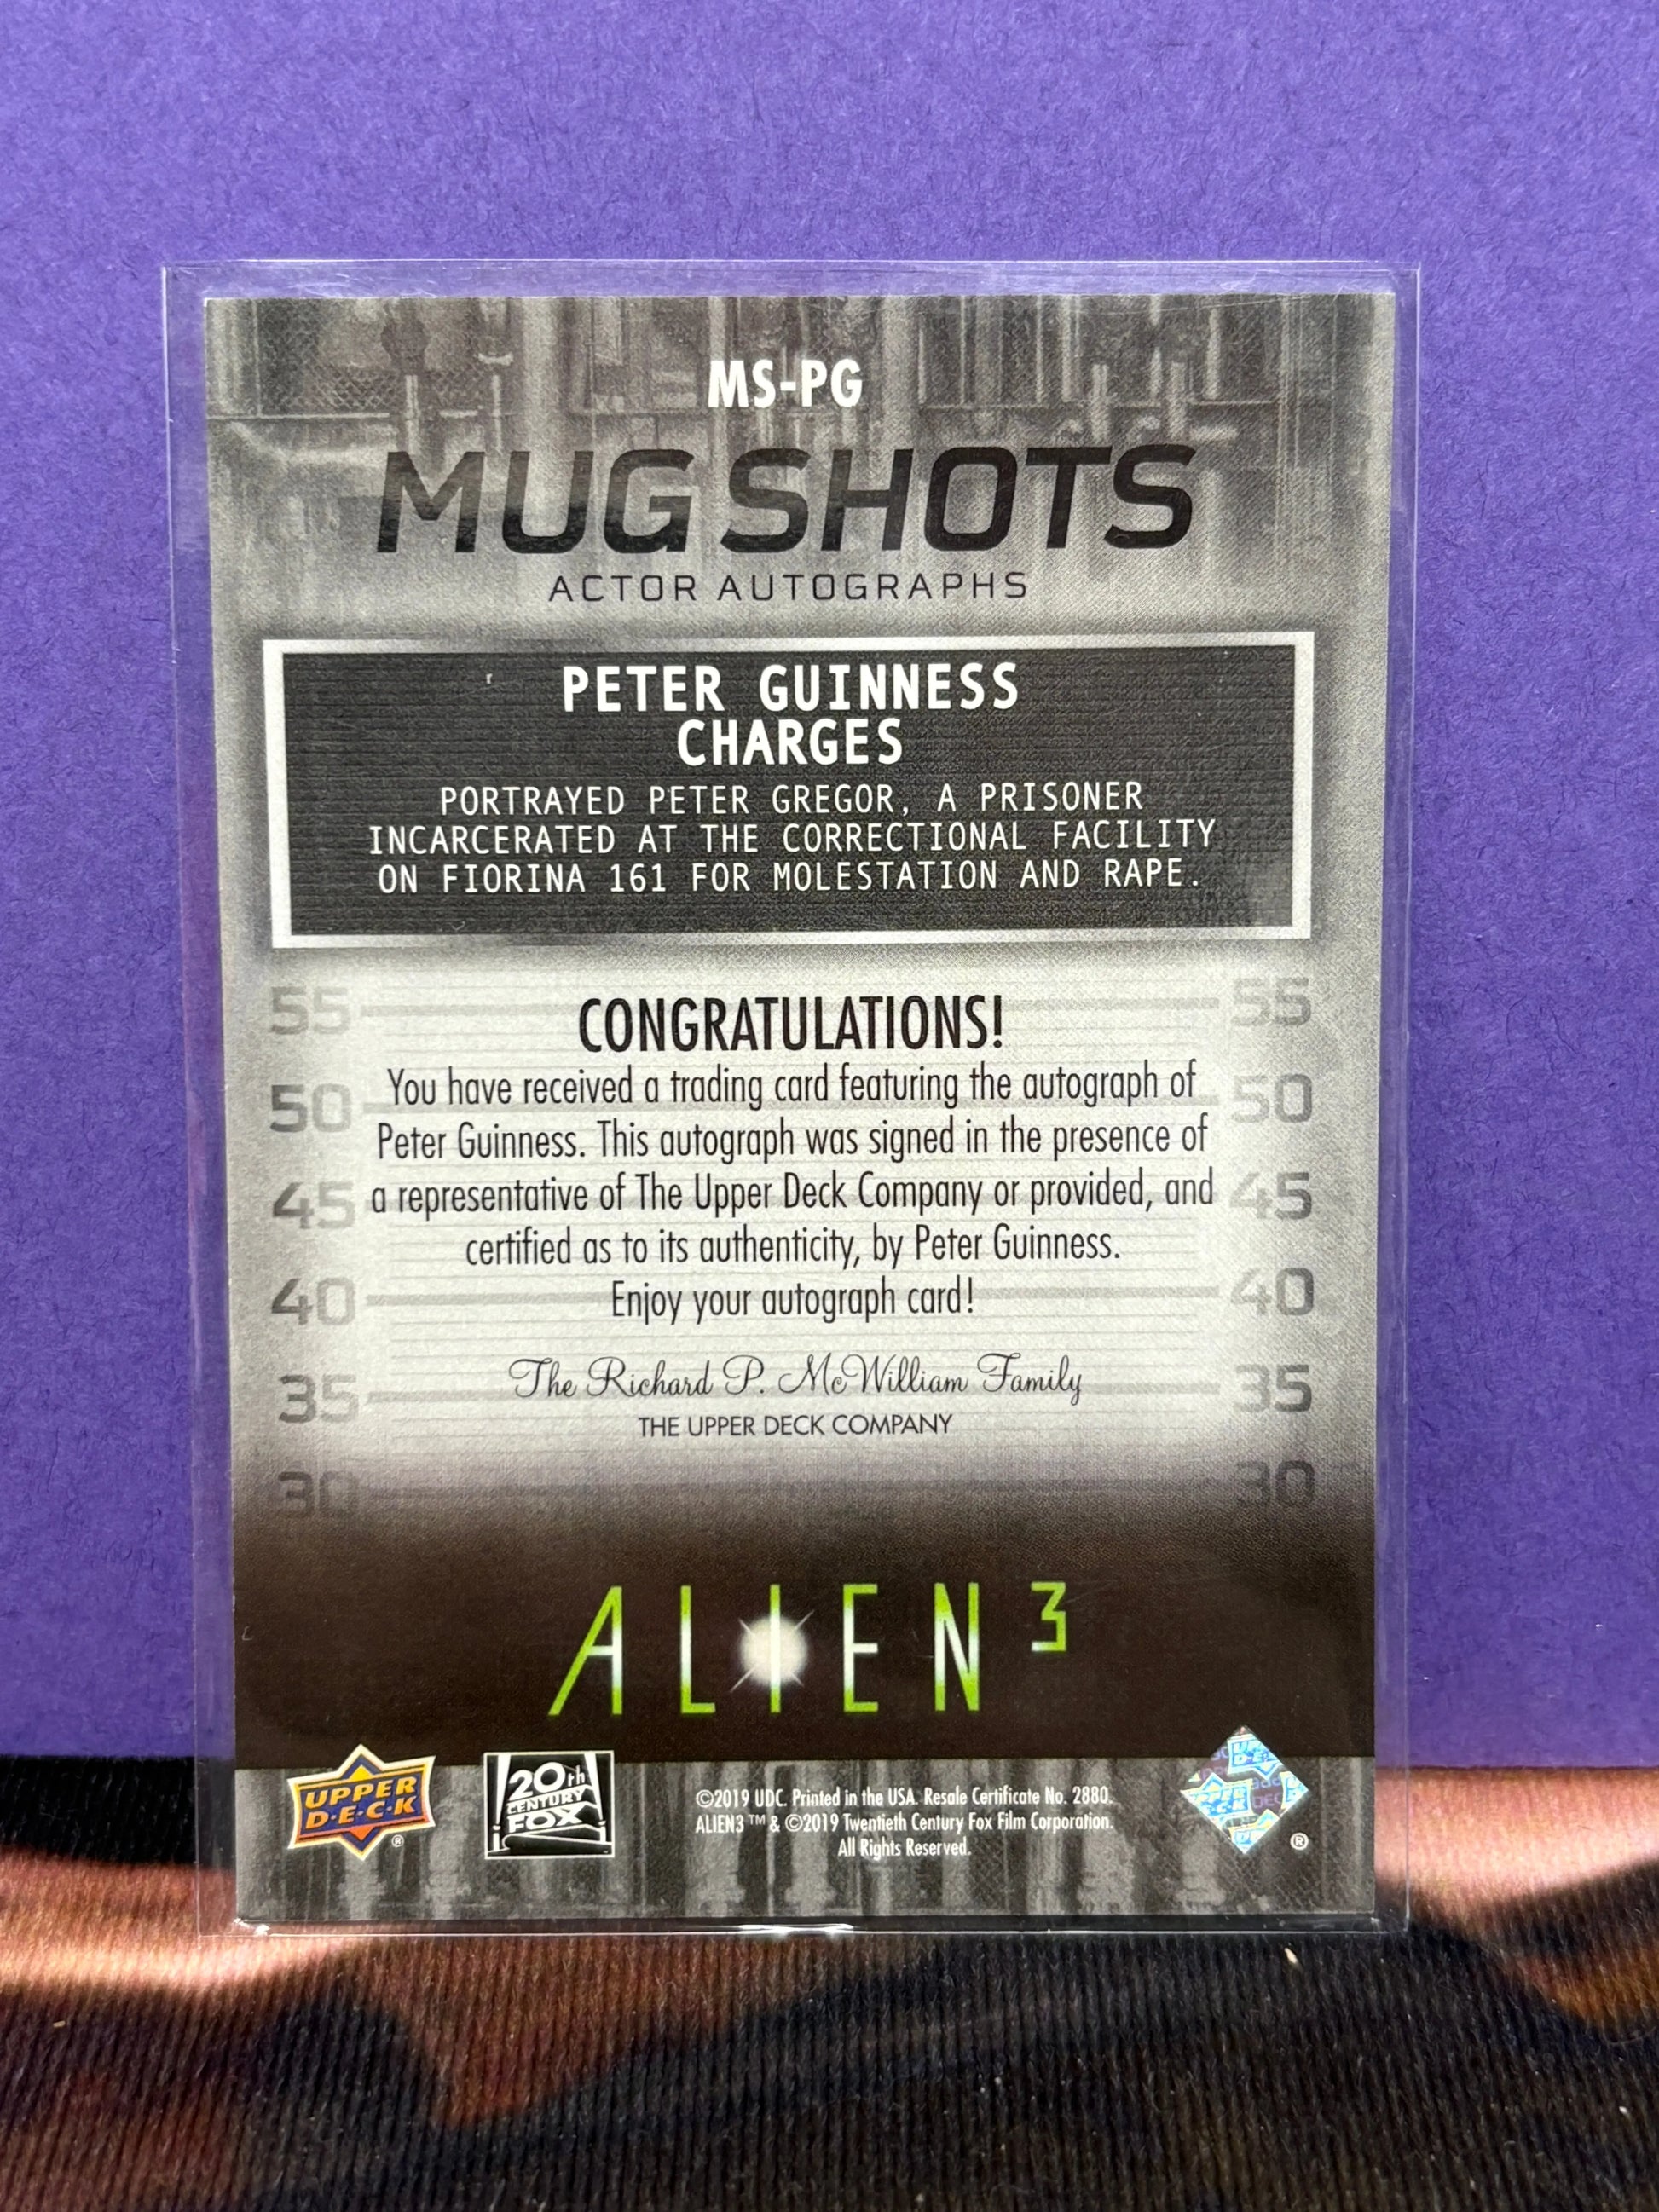 MS-PG
MUG SHOTS
ACTOR AUTOGRAPHS
PETER GUINNESS
CHARGES
PORTRAYED PETER GREGOR, A PRISONER
INCARCERATED AT THE CORRECTIONAL FACILITY
ON FIORINA 161 FOR MOLESTATION AND RAPE.
55 55
CONGRATULATIONS!
You have received a trading card featuring the autograph of
50 50
Peter Guinness. This autograph was signed in the presence of
45 a representative of The Upper Deck Company or provided, and 45
certified as to its authenticity, by Peter Guinness.
40 Enjoy your autograph card! 40
The Richard P. McWilliam Family
35 35
THE UPPER DECK COMPANY
30 30
ALIEN³
UPPER
D·E·C·K
®
20th
CENTURY
FOX
©2019 UDC. Printed in the USA. Resale Certificate No. 2880.
ALIEN3 ™ & ©2019 Twentieth Century Fox Film Corporation.
All Rights Reserved.
®